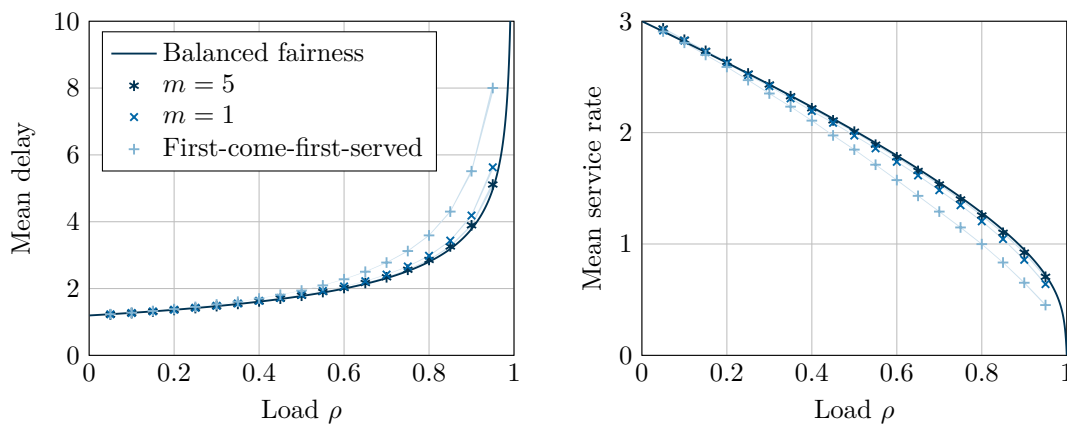 10
8
6
4
2
0
Mean delay
Balanced fairness
m = 5
m = 1
First-come-first-served
0 0.2 0.4 0.6 0.8 1
Load ρ
3
2
1
0
Mean service rate
0 0.2 0.4 0.6 0.8 1
Load ρ